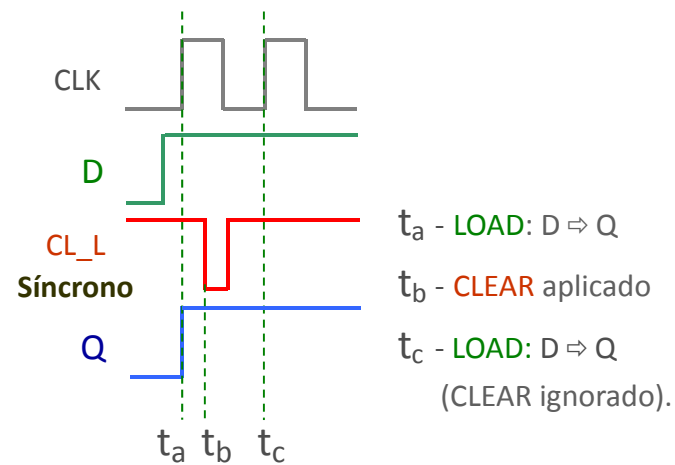 CLK
D
CL_L
Síncrono
Q
ta tb tc
ta - LOAD: D ⇨ Q
tb - CLEAR aplicado
tc - LOAD: D ⇨ Q
(CLEAR ignorado).